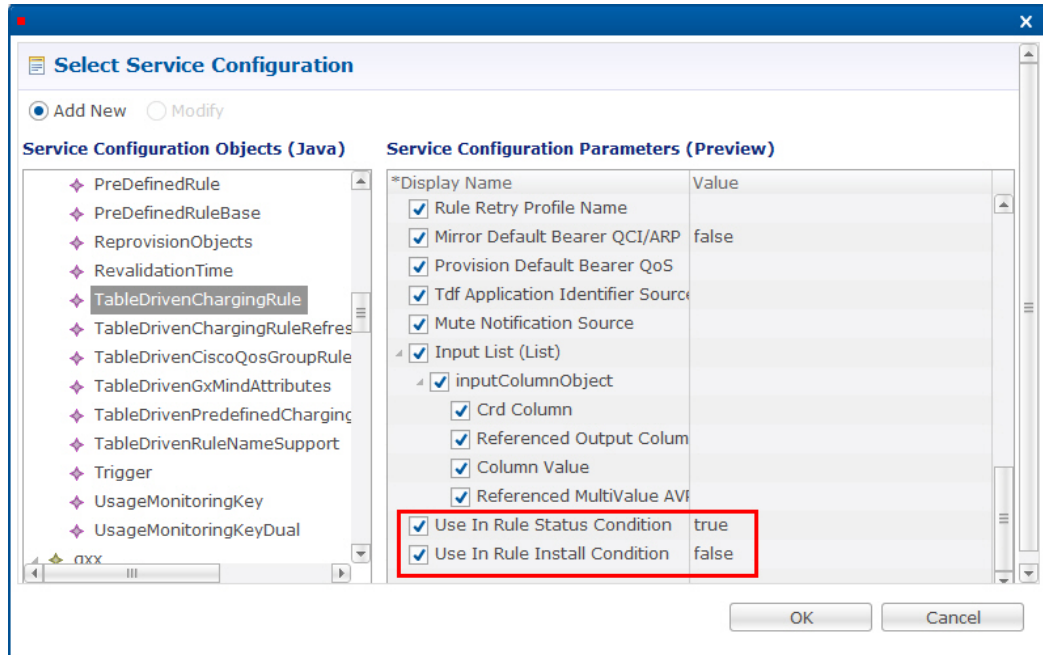 Select Service Configuration
Add New Modify
Service Configuration Objects (Java)
PreDefinedRule
PreDefinedRuleBase
ReprovisionObjects
RevalidationTime
TableDrivenChargingRule
TableDrivenChargingRuleRefres
TableDrivenCiscoQosGroupRule
TableDrivenGxMindAttributes
TableDrivenPredefinedCharging
TableDrivenRuleNameSupport
Trigger
UsageMonitoringKey
UsageMonitoringKeyDual
Service Configuration Parameters (Preview)
*Display Name Value
Rule Retry Profile Name
Mirror Default Bearer QCI/ARP false
Provision Default Bearer QoS
Tdf Application Identifier Source
Mute Notification Source
Input List (List)
inputColumnObject
Crd Column
Referenced Output Colum
Column Value
Referenced MultiValue AVP
Use In Rule Status Condition true
Use In Rule Install Condition false
OK Cancel